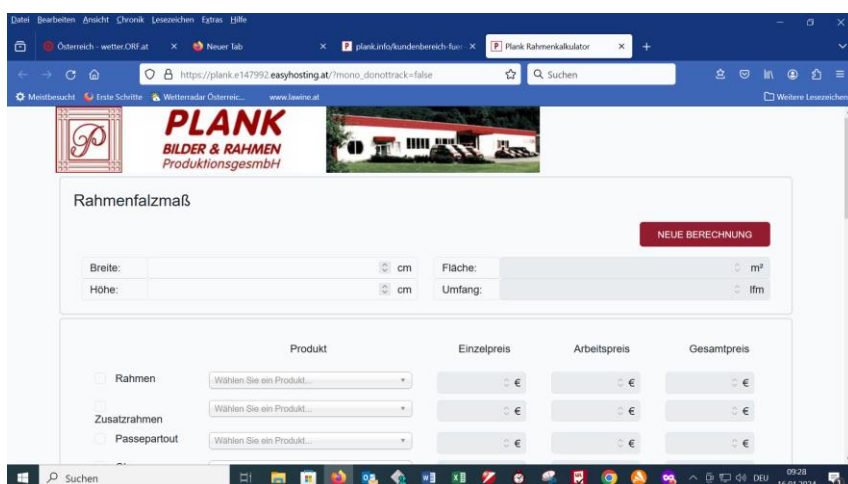 Datei Bearbeiten Ansicht Chronik Lesezeichen Extras Hilfe
Österreich - wetter.ORF.at
Neuer Tab
plank.info/kundenbereich-fuer
Plank Rahmenkalkulator
https://plank.e147992.easyhosting.at/?mono_donottrack=false
Suchen
Meistbesucht Erste Schritte Wetterradar Österreic... www.lawine.at
Weitere Lesezeichen
P
PLANK
BILDER & RAHMEN
ProduktionsgesmbH
Rahmenfalzmaß
NEUE BERECHNUNG
Breite: cm Fläche: m²
Höhe: cm Umfang: lfm
Produkt Einzelpreis Arbeitspreis Gesamtpreis
Rahmen Wählen Sie ein Produkt... € € €
Zusatzrahmen Wählen Sie ein Produkt... € € €
Passepartout Wählen Sie ein Produkt... € € €
Suchen
DEU
09:28
16.01.2024